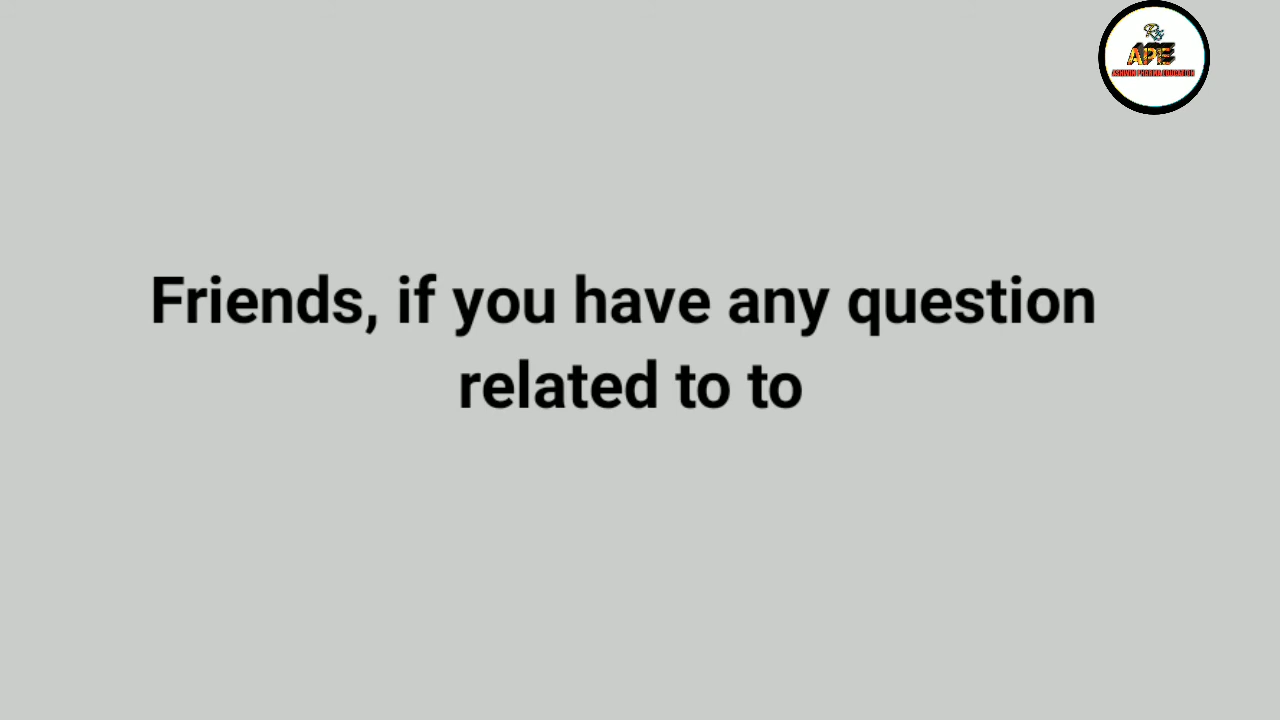 APE
Friends, if you have any question
related to to